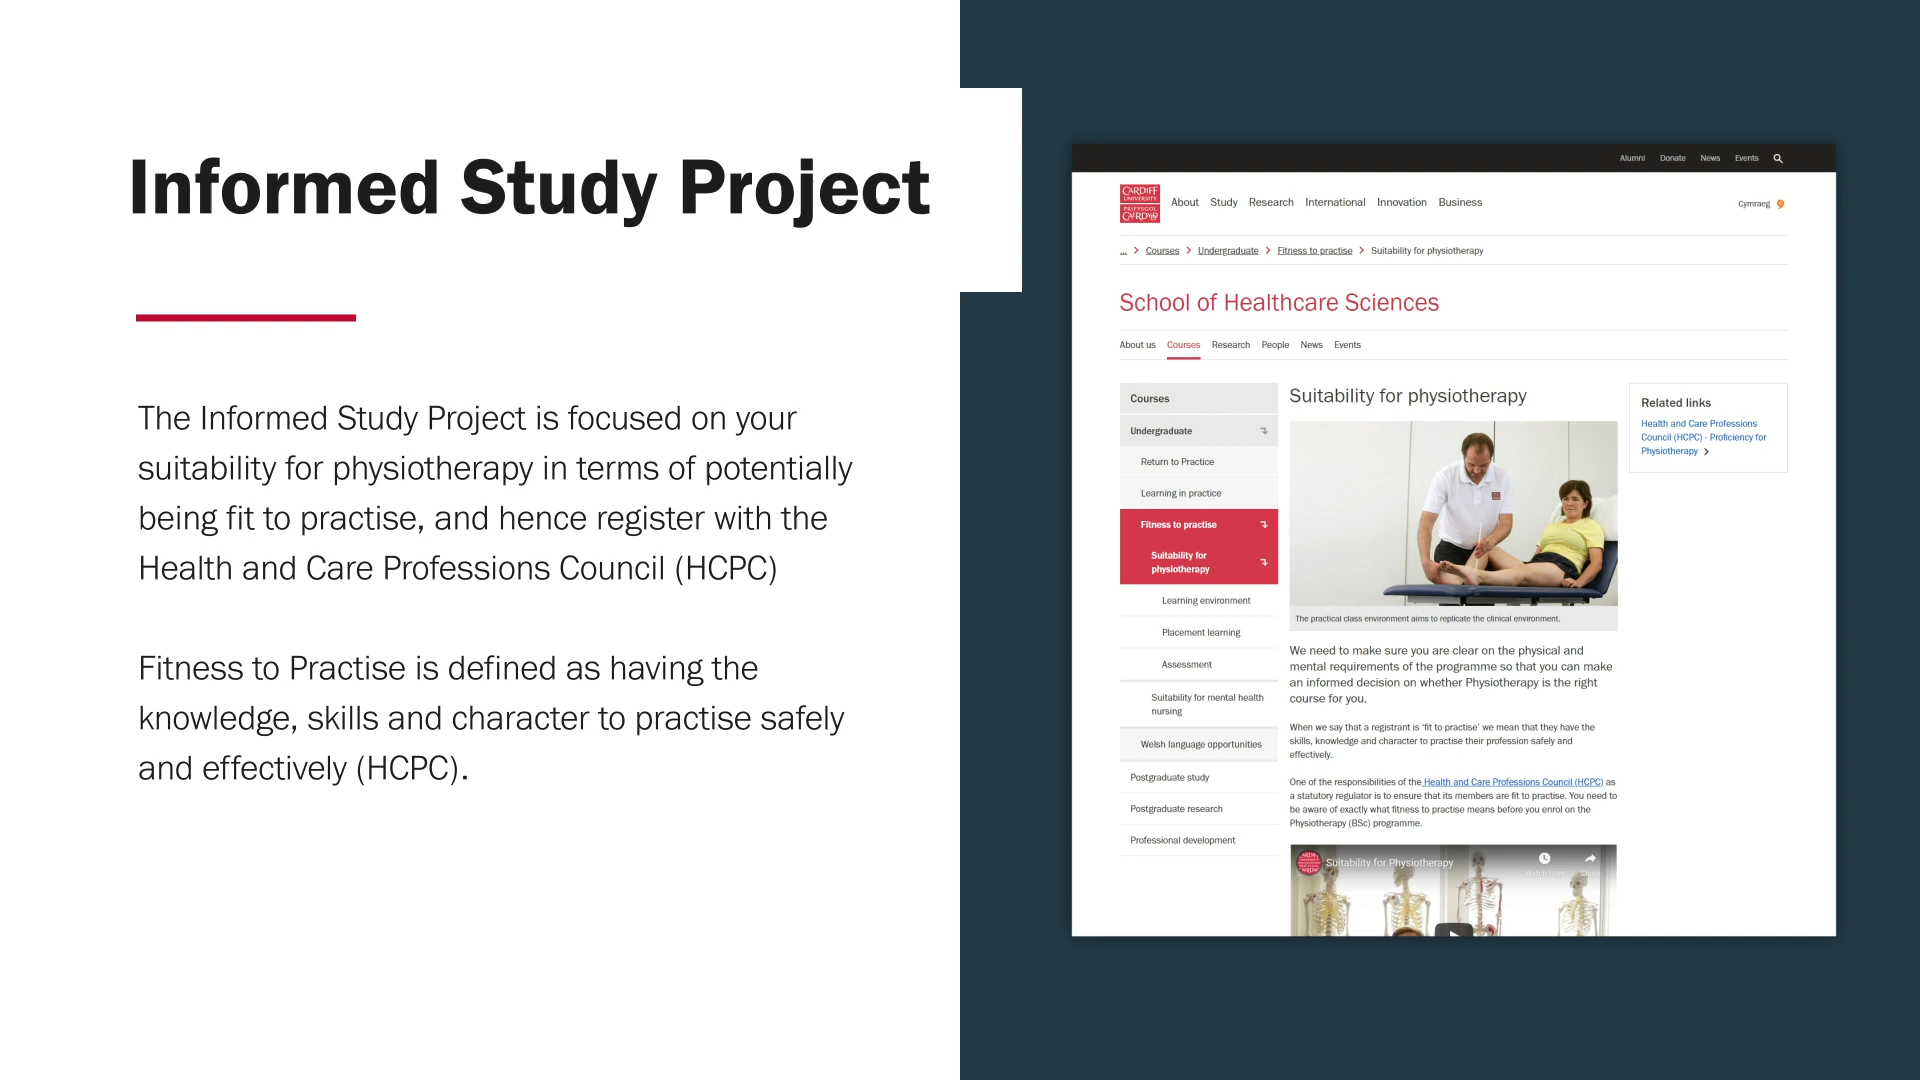 Informed Study Project
The Informed Study Project is focused on your
suitability for physiotherapy in terms of potentially
being fit to practise, and hence register with the
Health and Care Professions Council (HCPC)
Fitness to Practise is defined as having the
knowledge, skills and character to practise safely
and effectively (HCPC).
Alumni Donate News Events
CARDIFF
UNIVERSITY
PRIFYSGOL
CAERDYDD
About Study Research International Innovation Business
Cymraeg
... > Courses > Undergraduate > Fitness to practise > Suitability for physiotherapy
School of Healthcare Sciences
About us Courses Research People News Events
Courses
Undergraduate
Return to Practice
Learning in practice
Fitness to practise
Suitability for
physiotherapy
Learning environment
Placement learning
Assessment
Suitability for mental health
nursing
Welsh language opportunities
Postgraduate study
Postgraduate research
Professional development
Suitability for physiotherapy
The practical class environment aims to replicate the clinical environment.
We need to make sure you are clear on the physical and
mental requirements of the programme so that you can make
an informed decision on whether Physiotherapy is the right
course for you.
When we say that a registrant is 'fit to practise' we mean that they have the
skills, knowledge and character to practise their profession safely and
effectively.
One of the responsibilities of the Health and Care Professions Council (HCPC) as
a statutory regulator is to ensure that its members are fit to practise. You need to
be aware of exactly what fitness to practise means before you enrol on the
Physiotherapy (BSc) programme.
Suitability for Physiotherapy
Watch later Share
Related links
Health and Care Professions
Council (HCPC) - Proficiency for
Physiotherapy >